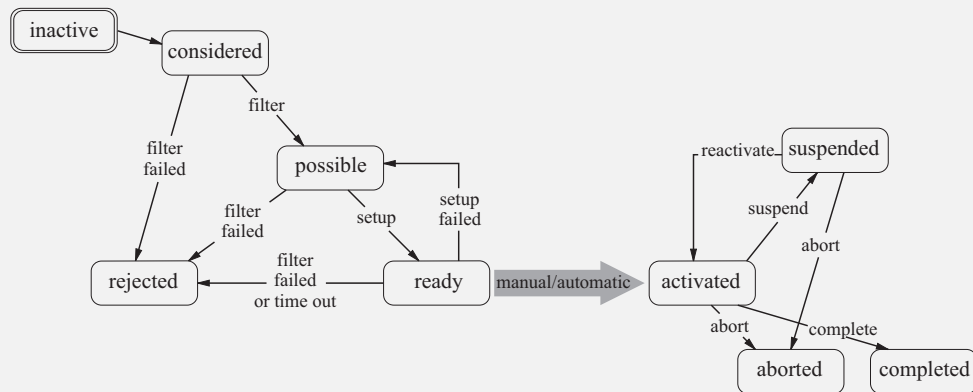 inactive
considered
filter
filter
failed
possible
filter
failed
setup
setup
failed
rejected
filter
failed
or time out
ready
manual/automatic
reactivate
suspended
suspend
abort
activated
abort
complete
aborted
completed